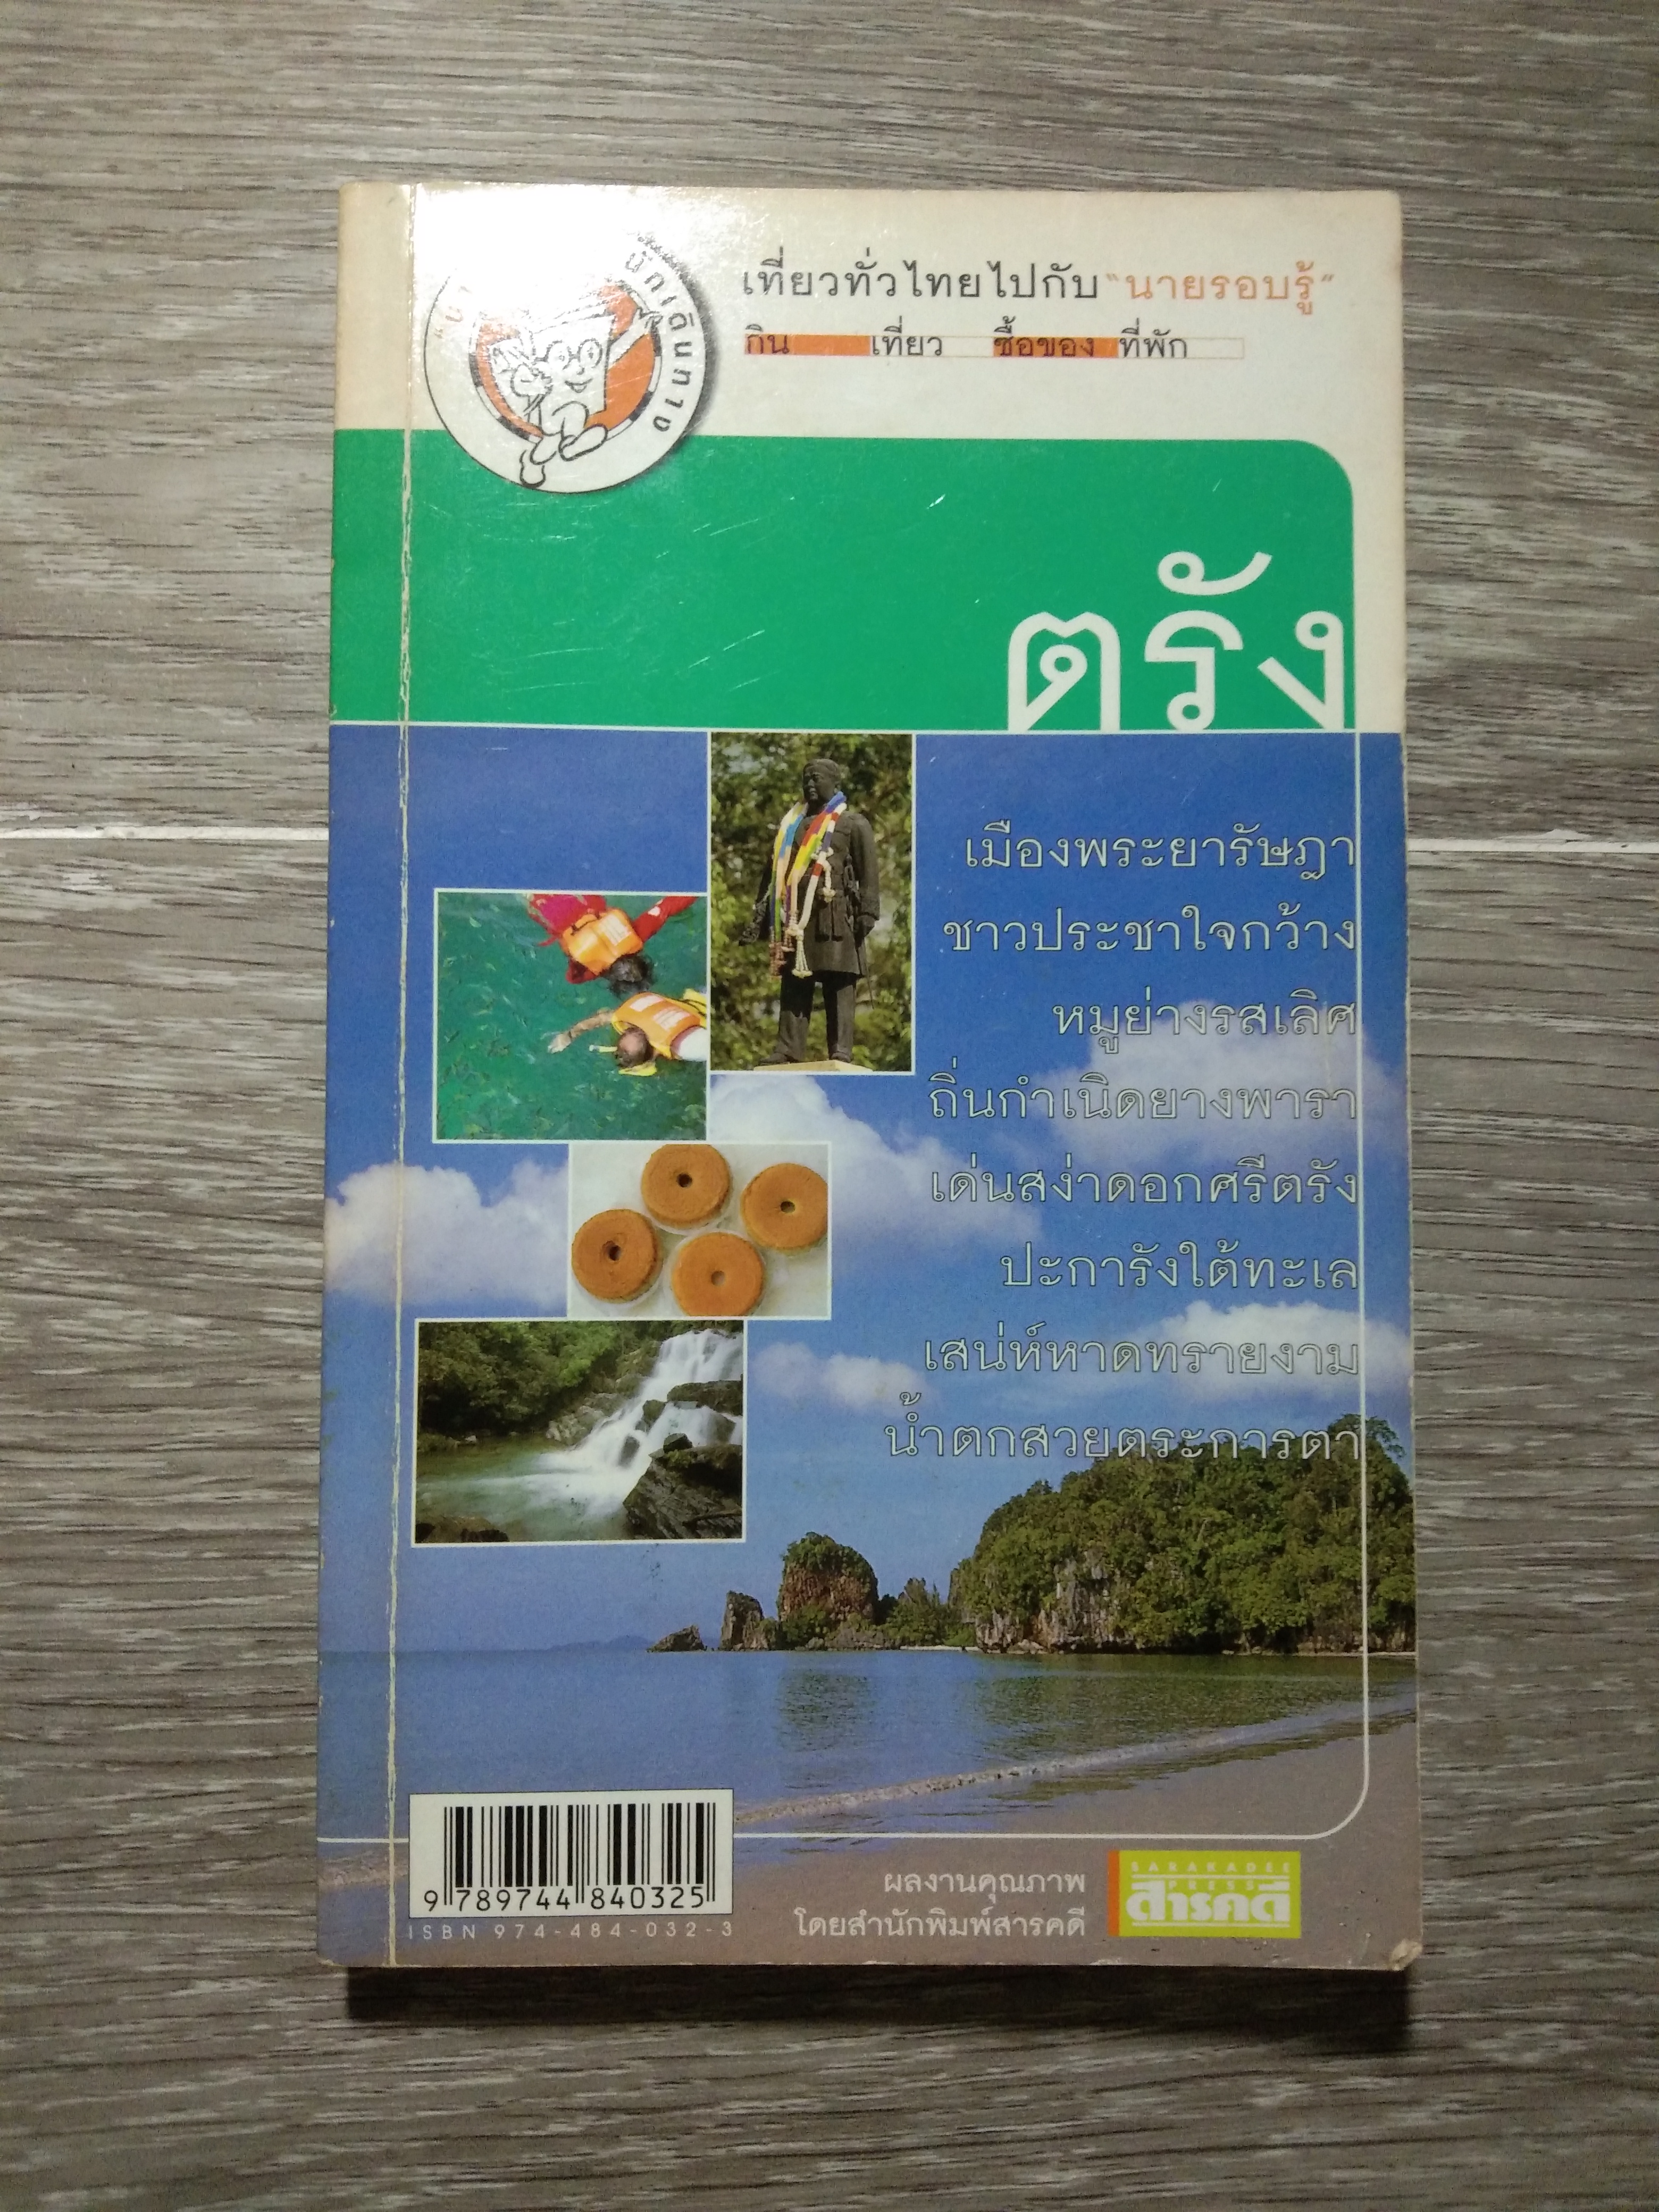 นักเดินทาง
เที่ยวทั่วไทยไปกับ "นายรอบรู้"
กิน เที่ยว ซื้อของ ที่พัก
ตรัง
เมืองพระยารัษฎา
ชาวประชาใจกว้าง
หมูย่างรสเลิศ
ถิ่นกำเนิดยางพารา
เด่นสง่าดอกศรีตรัง
ปะการังใต้ทะเล
เสน่ห์หาดทรายงาม
น้ำตกสวยตระการตา
9 789744 840325
ISBN 974-484-032-3
ผลงานคุณภาพ
โดยสำนักพิมพ์สารคดี
SARAKADEE
PRESS
สารคดี